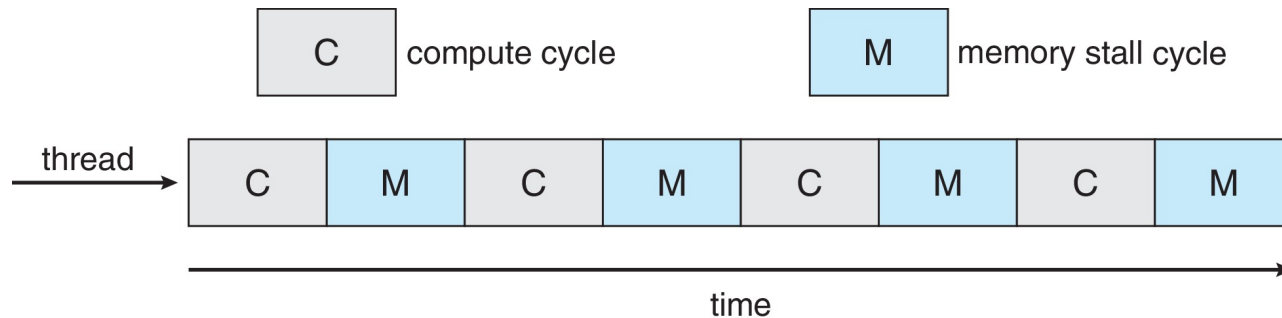 C compute cycle M memory stall cycle
thread
C M C M C M C M
time